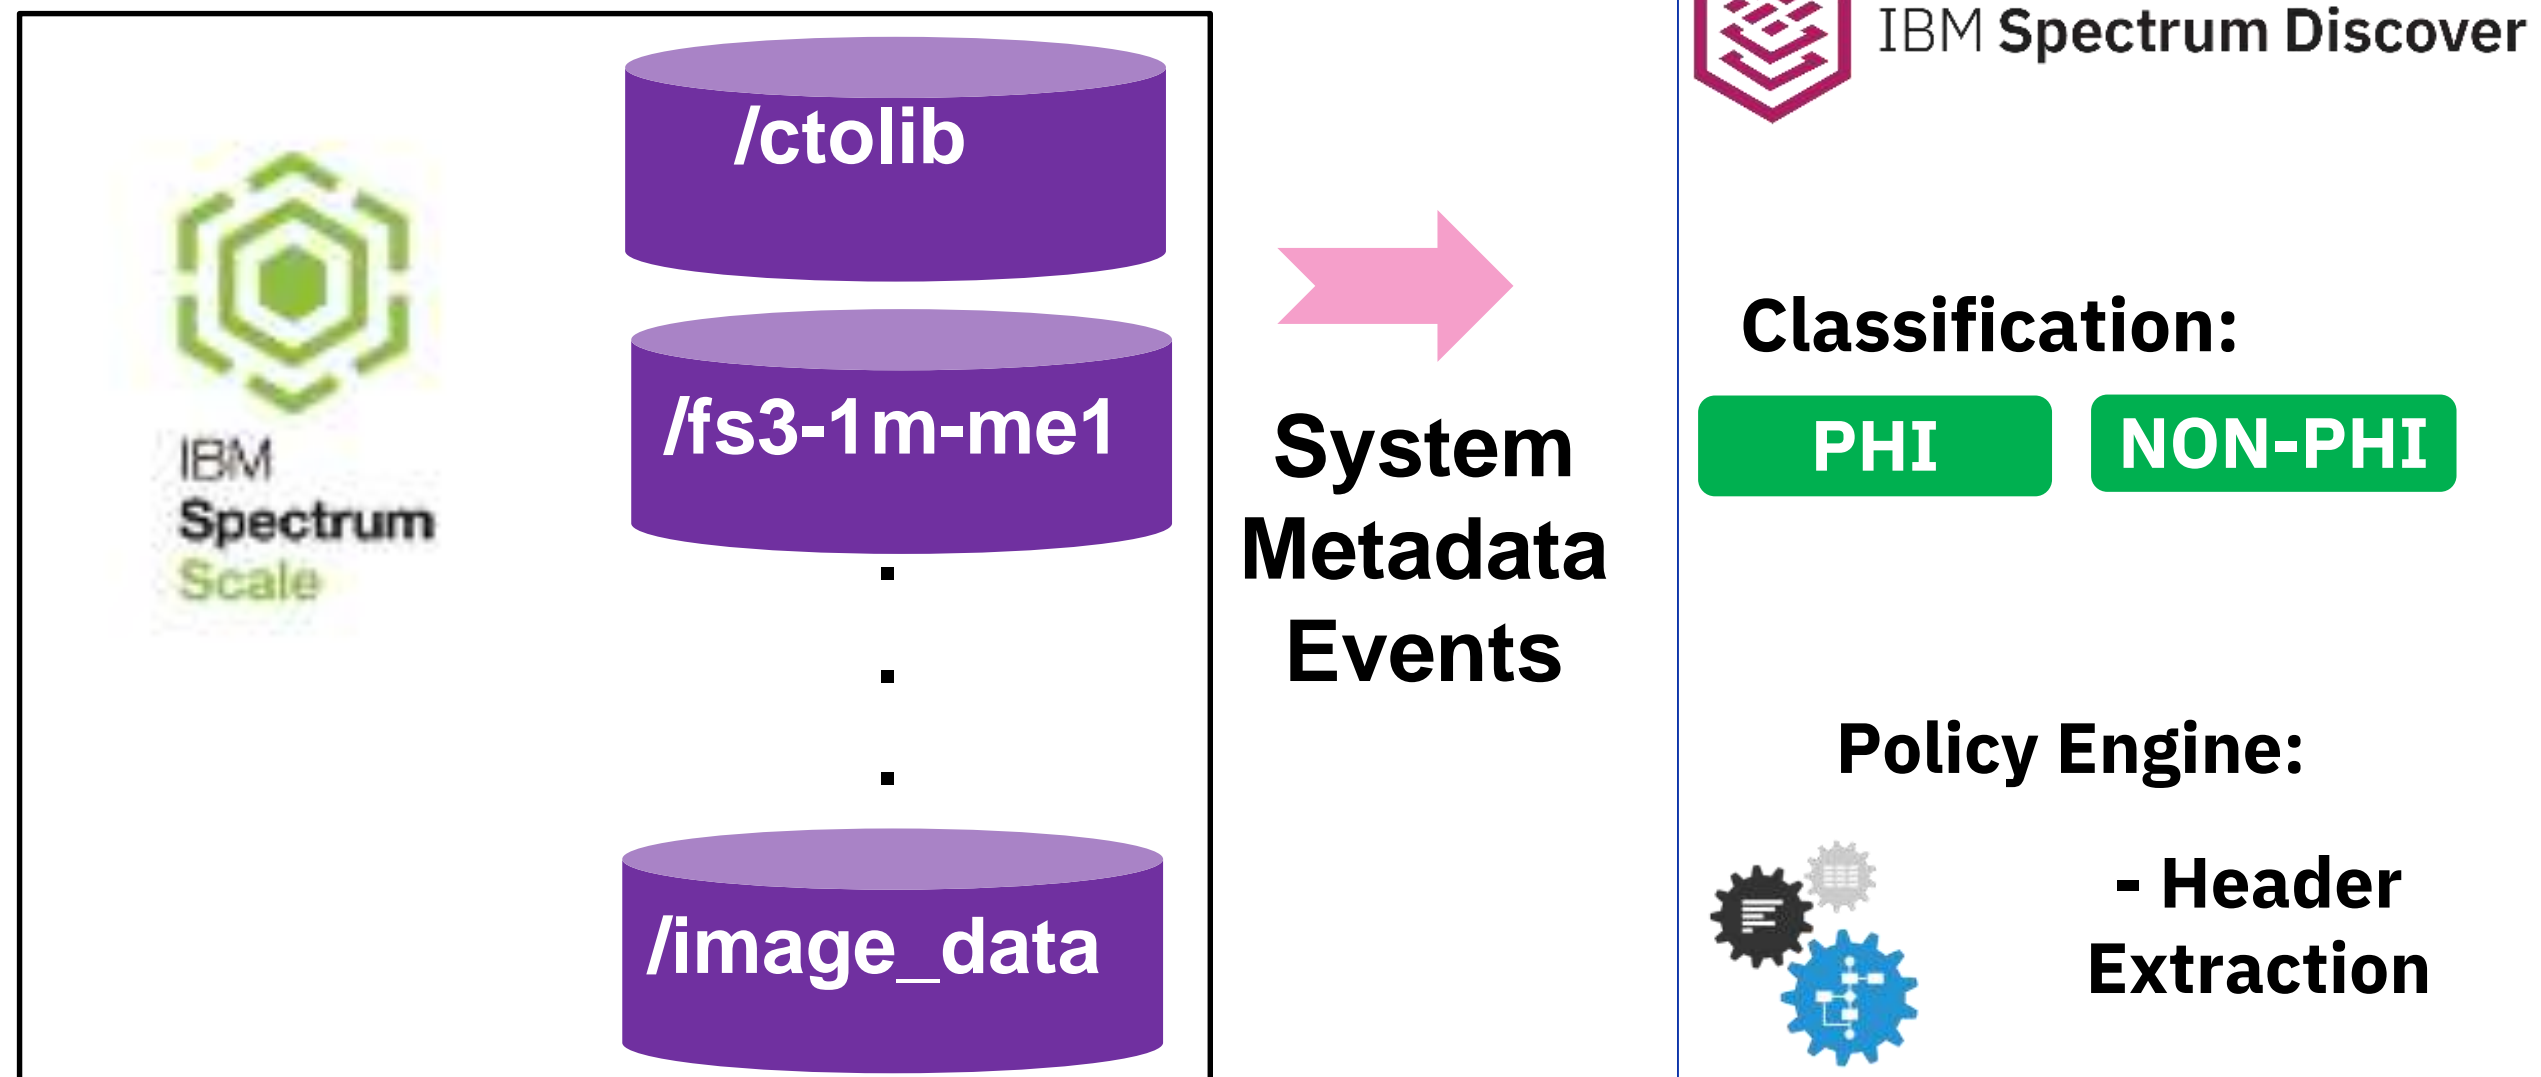 IBM
Spectrum
Scale
/ctolib
/fs3-1m-me1
.
.
.
/image_data
System
Metadata
Events
IBM Spectrum Discover
Classification:
PHI
NON-PHI
Policy Engine:
- Header
Extraction